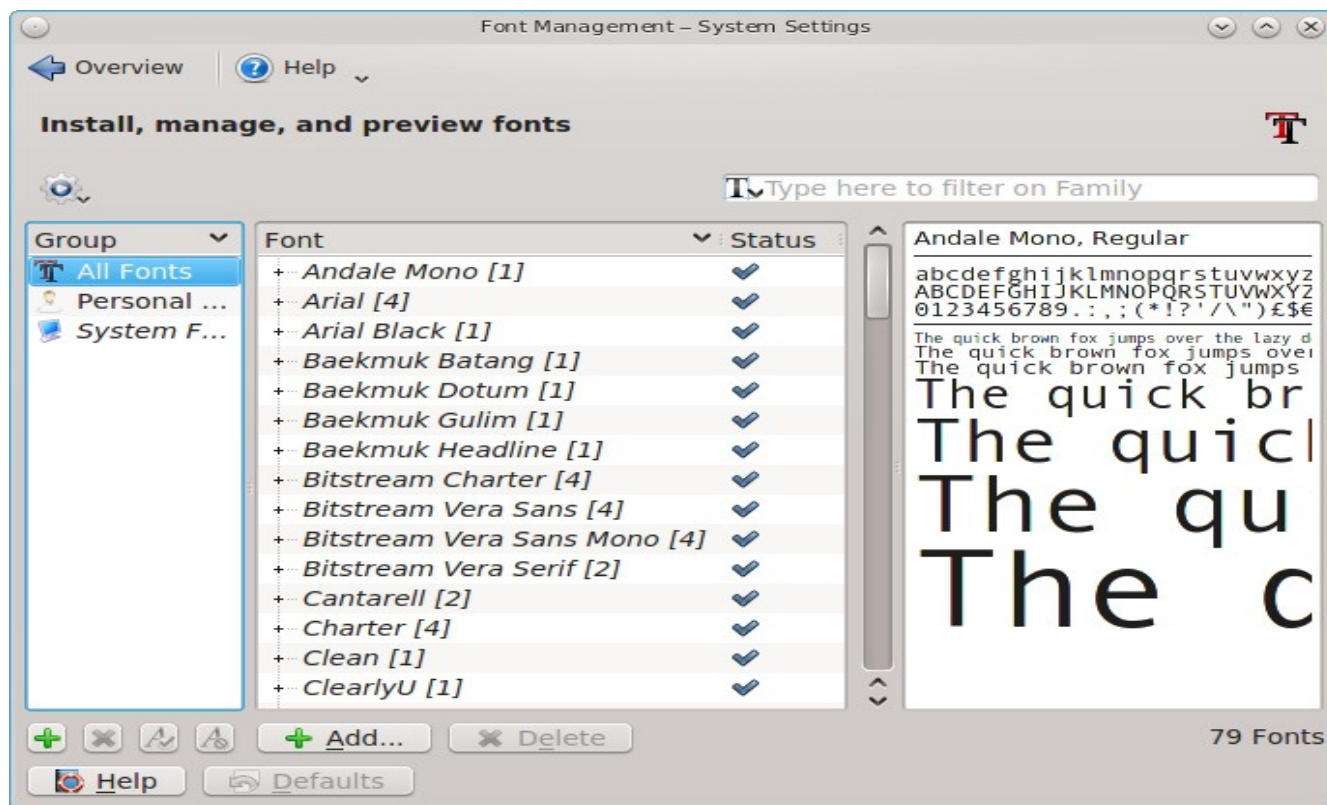 Font Management – System Settings
Overview Help
Install, manage, and preview fonts
Type here to filter on Family
Group
All Fonts
Personal ...
System F...
Font Status
Andale Mono [1]
Arial [4]
Arial Black [1]
Baekmuk Batang [1]
Baekmuk Dotum [1]
Baekmuk Gulim [1]
Baekmuk Headline [1]
Bitstream Charter [4]
Bitstream Vera Sans [4]
Bitstream Vera Sans Mono [4]
Bitstream Vera Serif [2]
Cantarell [2]
Charter [4]
Clean [1]
ClearlyU [1]
Andale Mono, Regular
abcdefghijklmnopqrstuvwxyz
ABCDEFGHIJKLMNOPQRSTUVWXYZ
0123456789.:,;(*!?'/\")£$€
The quick brown fox jumps over the lazy d
The quick brown fox jumps over
The quick brown fox jumps
The quick br
The quick
The qu
The q
Add... Delete
79 Fonts
Help Defaults